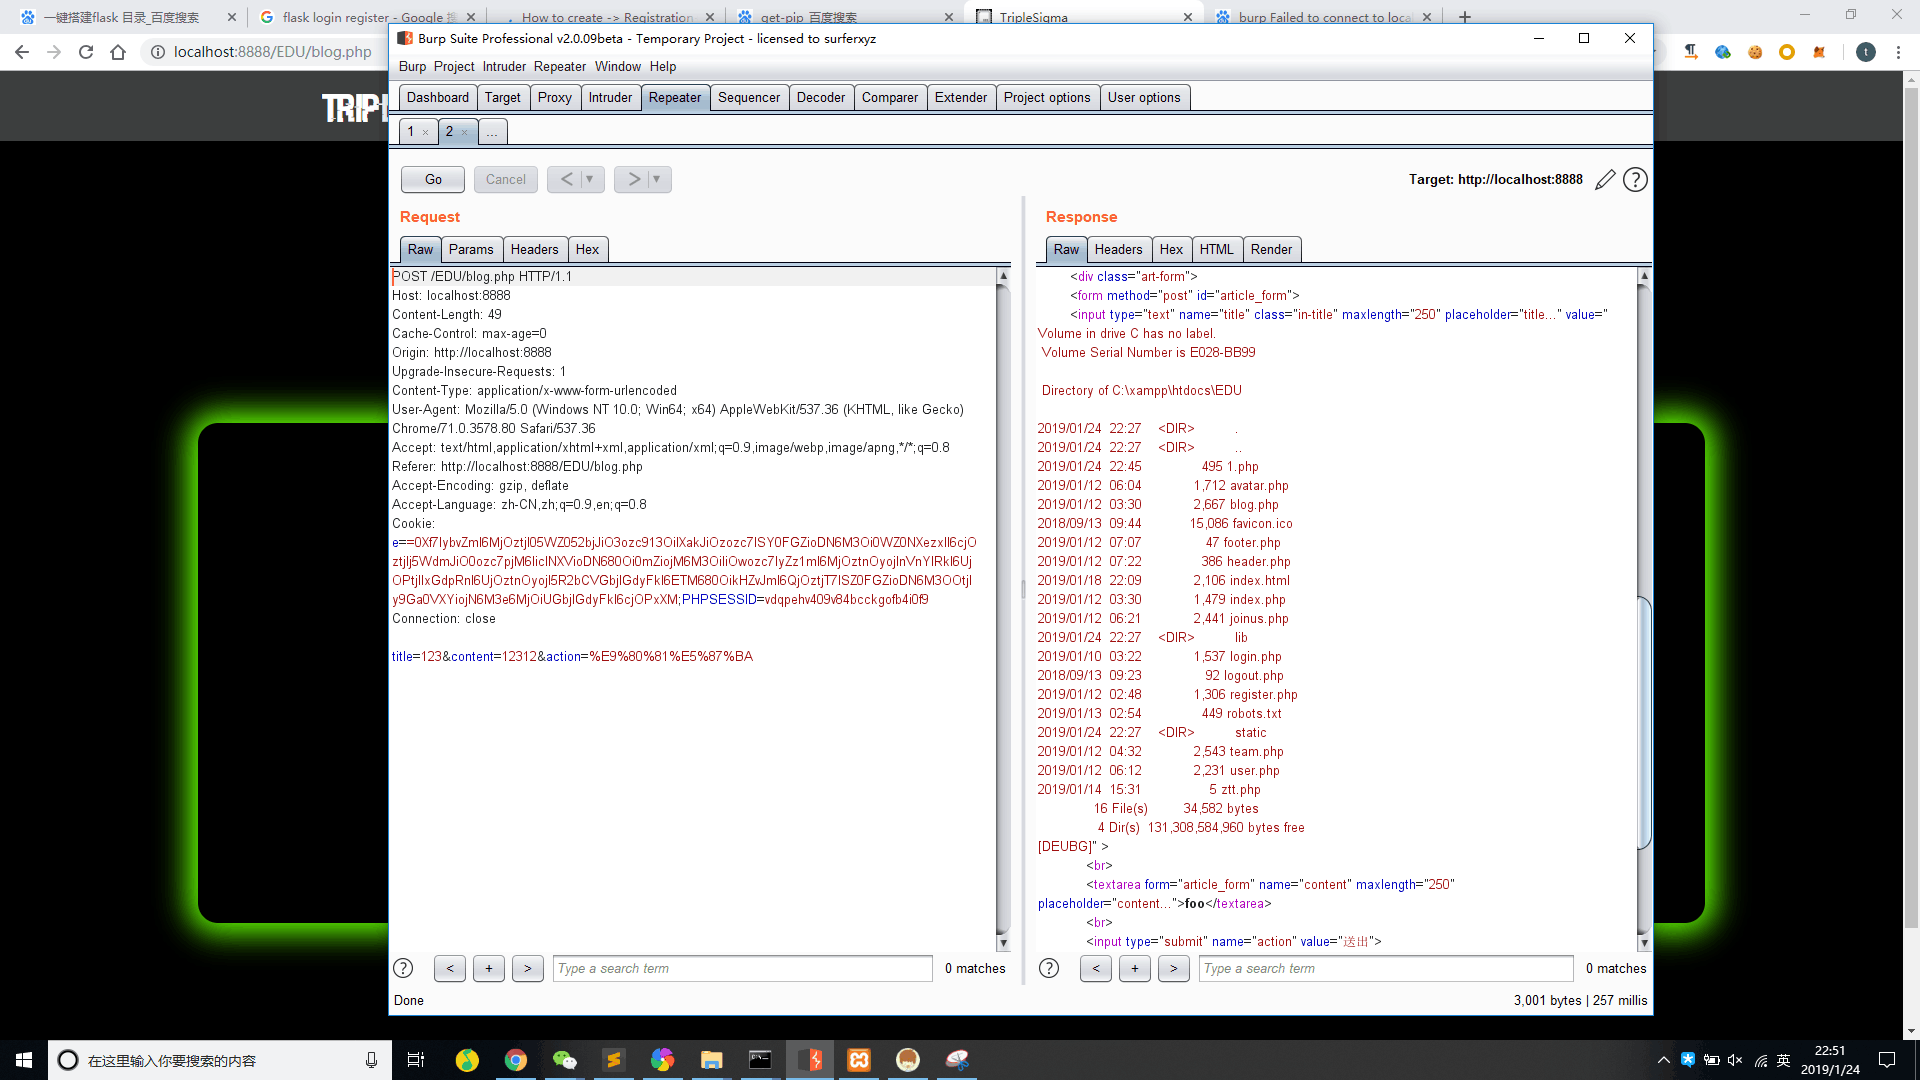 一键搭建flask 目录_百度搜索
flask login register - Google 搜
How to create -> Registration
get-pip_百度搜索
TripleSigma
burp Failed to connect to loca
localhost:8888/EDU/blog.php
t
TRIPL
Burp Suite Professional v2.0.09beta - Temporary Project - licensed to surferxyz
Burp Project Intruder Repeater Window Help
Dashboard Target Proxy Intruder Repeater Sequencer Decoder Comparer Extender Project options User options
1 × 2 × ...
Go Cancel < > Target: http://localhost:8888 ?
Request
Raw Params Headers Hex
POST /EDU/blog.php HTTP/1.1
Host: localhost:8888
Content-Length: 49
Cache-Control: max-age=0
Origin: http://localhost:8888
Upgrade-Insecure-Requests: 1
Content-Type: application/x-www-form-urlencoded
User-Agent: Mozilla/5.0 (Windows NT 10.0; Win64; x64) AppleWebKit/537.36 (KHTML, like Gecko)
Chrome/71.0.3578.80 Safari/537.36
Accept: text/html,application/xhtml+xml,application/xml;q=0.9,image/webp,image/apng,*/*;q=0.8
Referer: http://localhost:8888/EDU/blog.php
Accept-Encoding: gzip, deflate
Accept-Language: zh-CN,zh;q=0.9,en;q=0.8
Cookie:
PHPSESSID=vdqpehv409v84bcckgofb4i0f9
Connection: close
title=123&content=12312&action=%E9%80%81%E5%87%BA
? < + > Type a search term 0 matches
Done
Response
Raw Headers Hex HTML Render
<div class="art-form">
<form method="post" id="article_form">
<input type="text" name="title" class="in-title" maxlength="250" placeholder="title..." value="
Volume in drive C has no label.
Volume Serial Number is E028-BB99
Directory of C:\xampp\htdocs\EDU
2019/01/24 22:27 <DIR> .
2019/01/24 22:27 <DIR> ..
2019/01/24 22:45 495 1.php
2019/01/12 06:04 1,712 avatar.php
2019/01/12 03:30 2,667 blog.php
2018/09/13 09:44 15,086 favicon.ico
2019/01/12 07:07 47 footer.php
2019/01/12 07:22 386 header.php
2019/01/18 22:09 2,106 index.html
2019/01/12 03:30 1,479 index.php
2019/01/12 06:21 2,441 joinus.php
2019/01/24 22:27 <DIR> lib
2019/01/10 03:22 1,537 login.php
2018/09/13 09:23 92 logout.php
2019/01/12 02:48 1,306 register.php
2019/01/13 02:54 449 robots.txt
2019/01/24 22:27 <DIR> static
2019/01/12 04:32 2,543 team.php
2019/01/12 06:12 2,231 user.php
2019/01/14 15:31 5 ztt.php
16 File(s) 34,582 bytes
4 Dir(s) 131,308,584,960 bytes free
[DEUBG]" >
<br>
<textarea form="article_form" name="content" maxlength="250"
placeholder="content...">foo</textarea>
<br>
<input type="submit" name="action" value="送出">
? < + > Type a search term 0 matches
3,001 bytes | 257 millis
在这里输入你要搜索的内容
英
22:51
2019/1/24